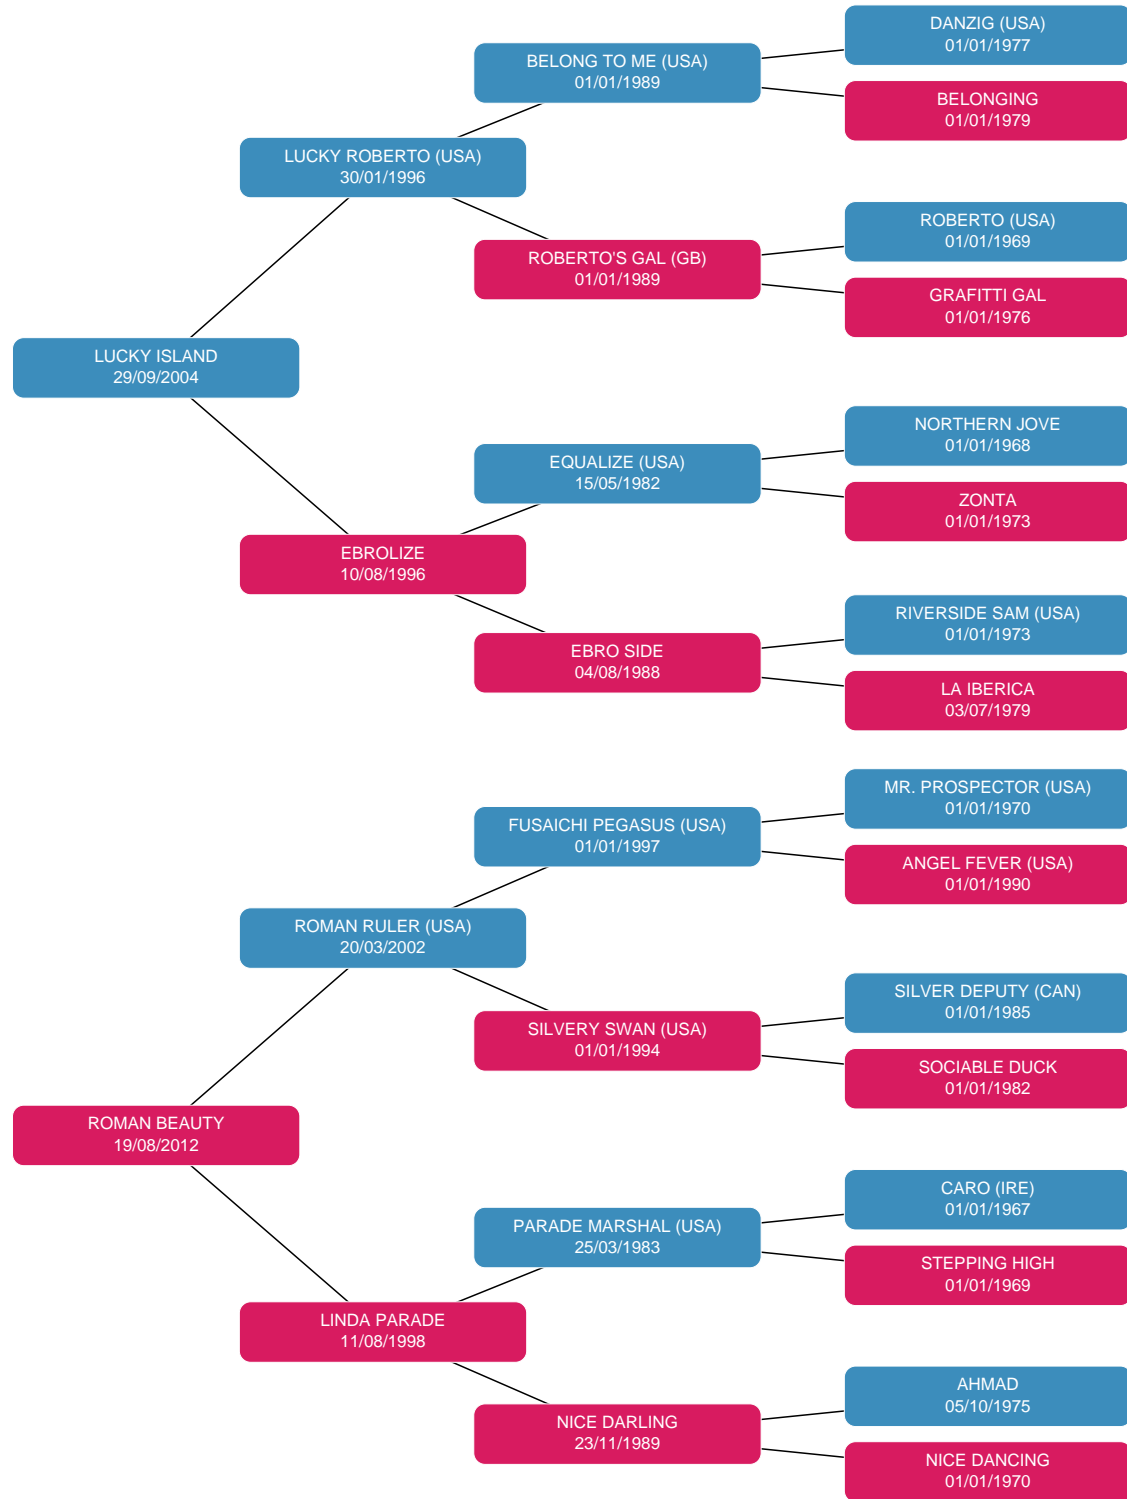 DANZIG (USA)
01/01/1977
BELONG TO ME (USA)
01/01/1989
BELONGING
01/01/1979
LUCKY ROBERTO (USA)
30/01/1996
ROBERTO (USA)
01/01/1969
ROBERTO'S GAL (GB)
01/01/1989
GRAFITTI GAL
01/01/1976
LUCKY ISLAND
29/09/2004
NORTHERN JOVE
01/01/1968
EQUALIZE (USA)
15/05/1982
ZONTA
01/01/1973
EBROLIZE
10/08/1996
RIVERSIDE SAM (USA)
01/01/1973
EBRO SIDE
04/08/1988
LA IBERICA
03/07/1979
MR. PROSPECTOR (USA)
01/01/1970
FUSAICHI PEGASUS (USA)
01/01/1997
ANGEL FEVER (USA)
01/01/1990
ROMAN RULER (USA)
20/03/2002
SILVER DEPUTY (CAN)
01/01/1985
SILVERY SWAN (USA)
01/01/1994
SOCIABLE DUCK
01/01/1982
ROMAN BEAUTY
19/08/2012
CARO (IRE)
01/01/1967
PARADE MARSHAL (USA)
25/03/1983
STEPPING HIGH
01/01/1969
LINDA PARADE
11/08/1998
AHMAD
05/10/1975
NICE DARLING
23/11/1989
NICE DANCING
01/01/1970